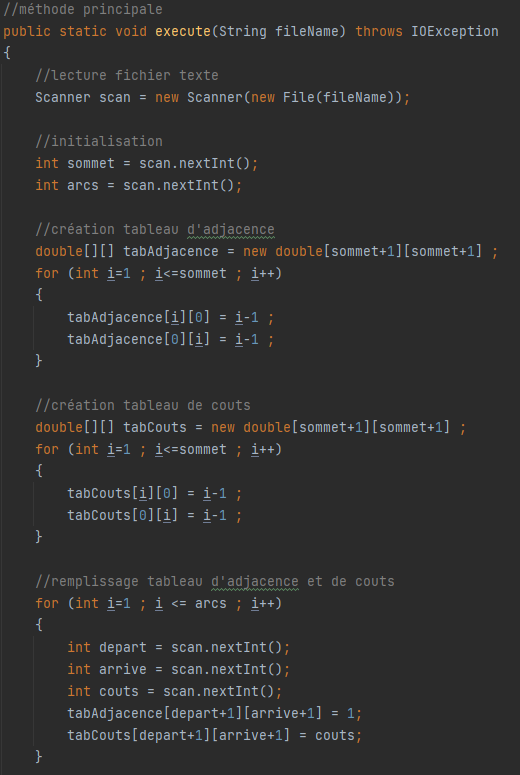 //méthode principale
public static void execute(String fileName) throws IOException
{
//lecture fichier texte
Scanner scan = new Scanner(new File(fileName));
//initialisation
int sommet = scan.nextInt();
int arcs = scan.nextInt();
//création tableau d'adjacence
double[][] tabAdjacence = new double[sommet+1][sommet+1] ;
for (int i=1 ; i<=sommet ; i++)
{
tabAdjacence[i][0] = i-1 ;
tabAdjacence[0][i] = i-1 ;
}
//création tableau de couts
double[][] tabCouts = new double[sommet+1][sommet+1] ;
for (int i=1 ; i<=sommet ; i++)
{
tabCouts[i][0] = i-1 ;
tabCouts[0][i] = i-1 ;
}
//remplissage tableau d'adjacence et de couts
for (int i=1 ; i <= arcs ; i++)
{
int depart = scan.nextInt();
int arrive = scan.nextInt();
int couts = scan.nextInt();
tabAdjacence[depart+1][arrive+1] = 1;
tabCouts[depart+1][arrive+1] = couts;
}